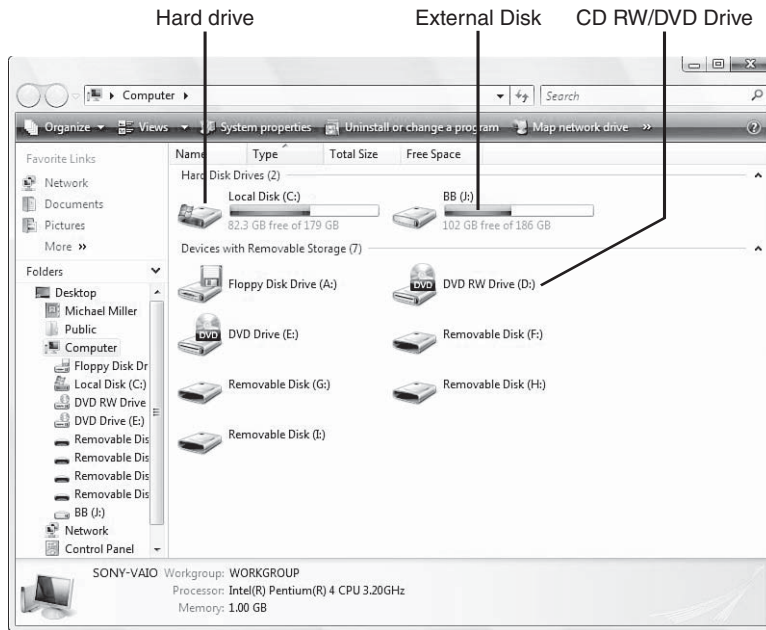 Hard drive External Disk CD RW/DVD Drive
Computer
Search
Organize Views System properties Uninstall or change a program Map network drive »
Favorite Links
Network
Documents
Pictures
More »
Folders
Desktop
Michael Miller
Public
Computer
Floppy Disk Dr
Local Disk (C:)
DVD RW Drive
DVD Drive (E:)
Removable Dis
Removable Dis
Removable Dis
Removable Dis
BB (J:)
Network
Control Panel
Name Type Total Size Free Space
Hard Disk Drives (2)
Local Disk (C:) BB (J:)
82.3 GB free of 179 GB 102 GB free of 186 GB
Devices with Removable Storage (7)
Floppy Disk Drive (A:) DVD RW Drive (D:)
DVD Drive (E:) Removable Disk (F:)
Removable Disk (G:) Removable Disk (H:)
Removable Disk (I:)
SONY-VAIO Workgroup: WORKGROUP
Processor: Intel(R) Pentium(R) 4 CPU 3.20GHz
Memory: 1.00 GB